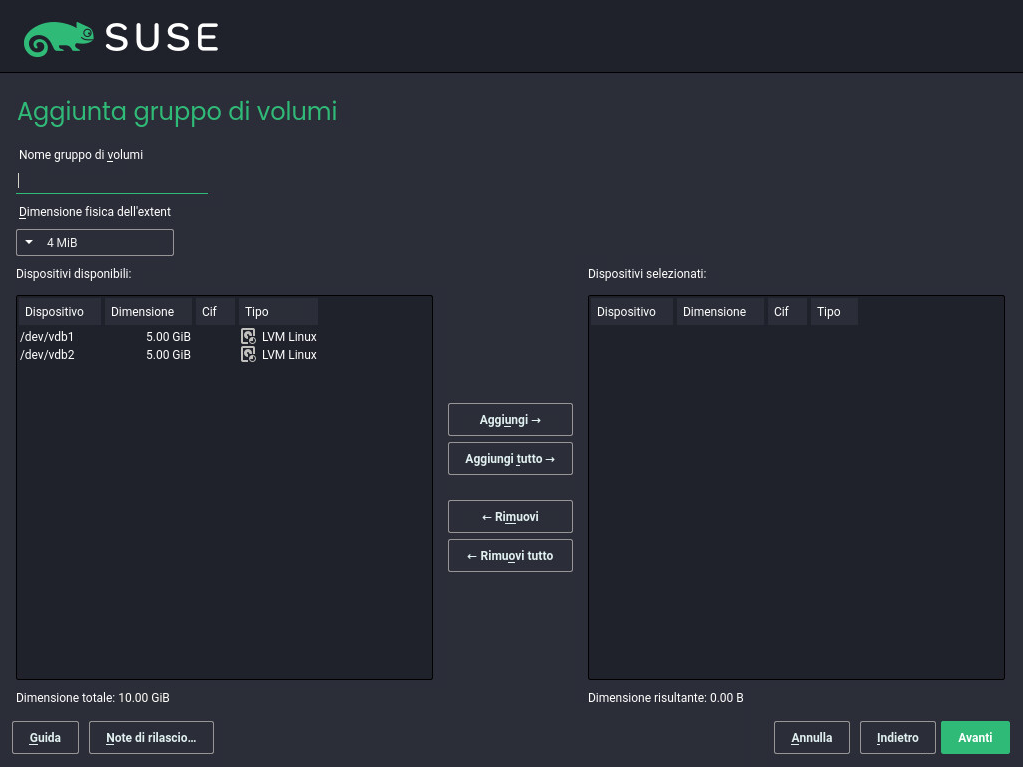 SUSE
Aggiunta gruppo di volumi
Nome gruppo di volumi
Dimensione fisica dell'extent
4 MiB
Dispositivi disponibili:
Dispositivo Dimensione Cif Tipo
/dev/vdb1 5.00 GiB LVM Linux
/dev/vdb2 5.00 GiB LVM Linux
Dimensione totale: 10.00 GiB
Aggiungi →
Aggiungi tutto →
← Rimuovi
← Rimuovi tutto
Dispositivi selezionati:
Dispositivo Dimensione Cif Tipo
Dimensione risultante: 0.00 B
Guida Note di rilascio... Annulla Indietro Avanti